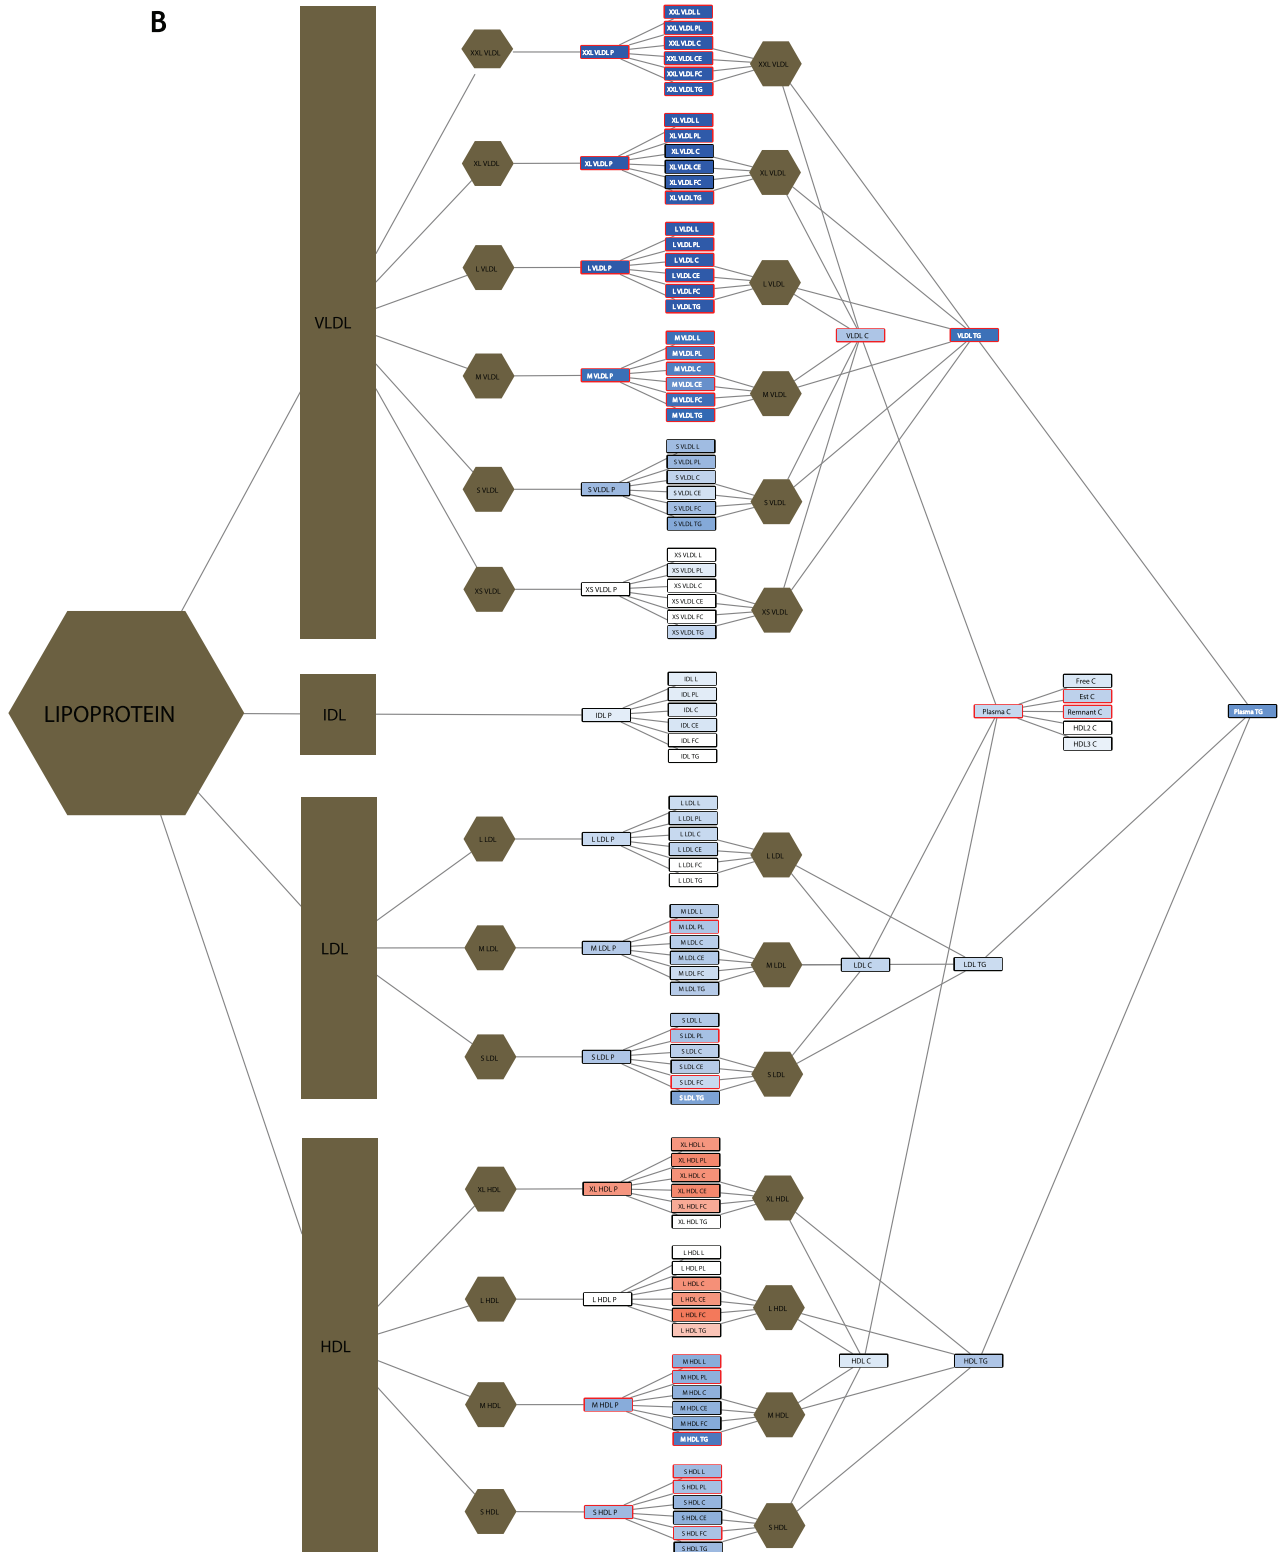 B
LIPOPROTEIN
VLDL
XXL VLDL
XXL VLDL P
XXL VLDL L
XXL VLDL PL
XXL VLDL C
XXL VLDL CE
XXL VLDL FC
XXL VLDL TG
XXL VLDL
XL VLDL
XL VLDL P
XL VLDL L
XL VLDL PL
XL VLDL C
XL VLDL CE
XL VLDL FC
XL VLDL TG
XL VLDL
L VLDL
L VLDL P
L VLDL L
L VLDL PL
L VLDL C
L VLDL CE
L VLDL FC
L VLDL TG
L VLDL
M VLDL
M VLDL P
M VLDL L
M VLDL PL
M VLDL C
M VLDL CE
M VLDL FC
M VLDL TG
M VLDL
S VLDL
S VLDL P
S VLDL L
S VLDL PL
S VLDL C
S VLDL CE
S VLDL FC
S VLDL TG
S VLDL
XS VLDL
XS VLDL P
XS VLDL L
XS VLDL PL
XS VLDL C
XS VLDL CE
XS VLDL FC
XS VLDL TG
XS VLDL
VLDL C
VLDL TG
IDL
IDL P
IDL L
IDL PL
IDL C
IDL CE
IDL FC
IDL TG
Plasma C
Free C
Est C
Remnant C
HDL2 C
HDL3 C
Plasma TG
LDL
L LDL
L LDL P
L LDL L
L LDL PL
L LDL C
L LDL CE
L LDL FC
L LDL TG
L LDL
M LDL
M LDL P
M LDL L
M LDL PL
M LDL C
M LDL CE
M LDL FC
M LDL TG
M LDL
S LDL
S LDL P
S LDL L
S LDL PL
S LDL C
S LDL CE
S LDL FC
S LDL TG
S LDL
LDL C
LDL TG
HDL
XL HDL
XL HDL P
XL HDL L
XL HDL PL
XL HDL C
XL HDL CE
XL HDL FC
XL HDL TG
XL HDL
L HDL
L HDL P
L HDL L
L HDL PL
L HDL C
L HDL CE
L HDL FC
L HDL TG
L HDL
M HDL
M HDL P
M HDL L
M HDL PL
M HDL C
M HDL CE
M HDL FC
M HDL TG
M HDL
S HDL
S HDL P
S HDL L
S HDL PL
S HDL C
S HDL CE
S HDL FC
S HDL TG
S HDL
HDL C
HDL TG